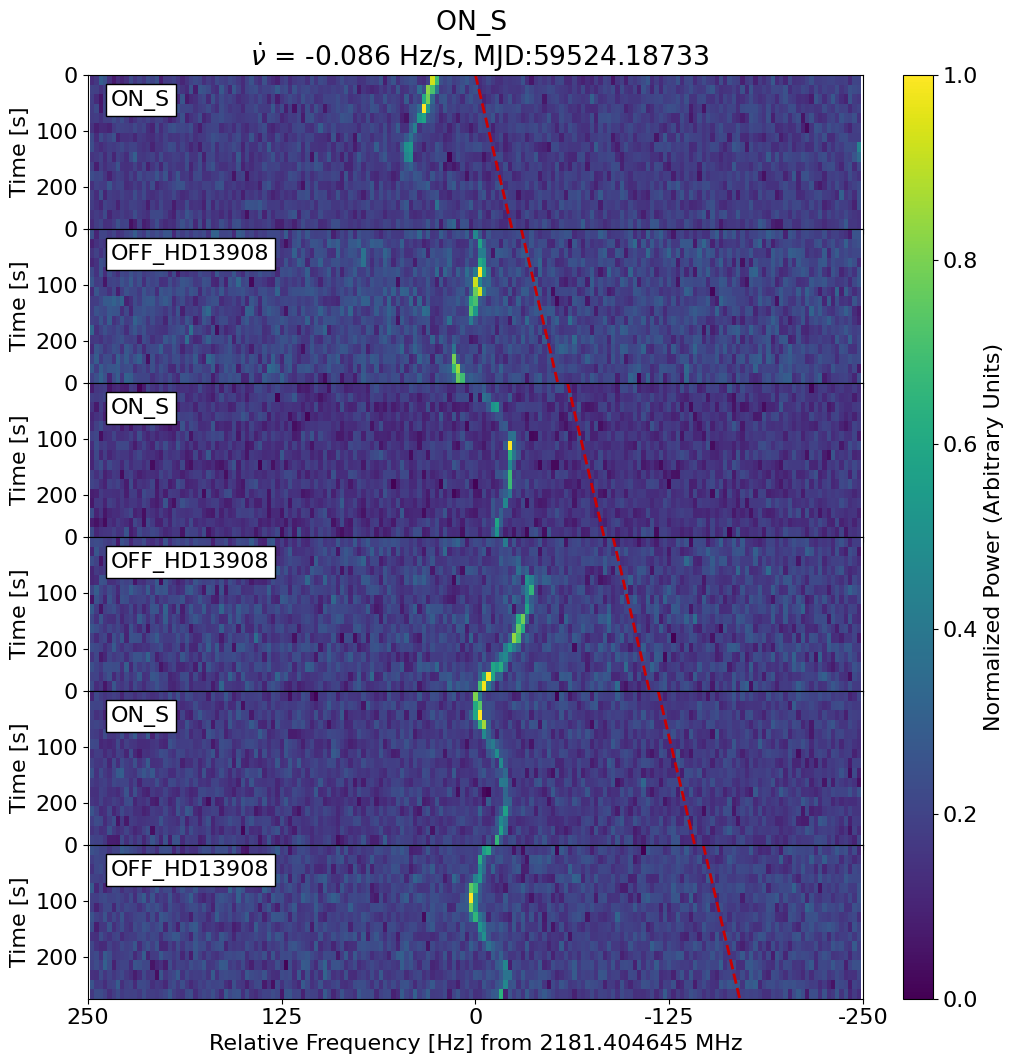 ON_S
ν̇ = -0.086 Hz/s, MJD:59524.18733
0
100
200
Time [s]
ON_S
0
100
200
Time [s]
OFF_HD13908
0
100
200
Time [s]
ON_S
0
100
200
Time [s]
OFF_HD13908
0
100
200
Time [s]
ON_S
0
100
200
Time [s]
OFF_HD13908
250 125 0 -125 -250
Relative Frequency [Hz] from 2181.404645 MHz
1.0
0.8
0.6
0.4
0.2
0.0
Normalized Power (Arbitrary Units)